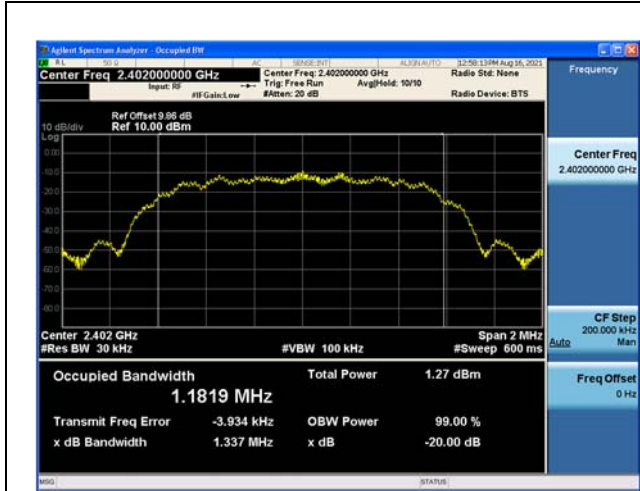 Agilent Spectrum Analyzer - Occupied BW
RL 50 Ω AC SENSE:INT ALIGN AUTO 12:58:13PM Aug 16, 2021
Center Freq 2.402000000 GHz
Center Freq: 2.402000000 GHz
Radio Std: None
Input: RF
Trig: Free Run
Avg|Hold: 10/10
#IFGain:Low
#Atten: 20 dB
Radio Device: BTS
Ref Offset 9.86 dB
10 dB/div
Ref 10.00 dBm
Log
0.00
-10.0
-20.0
-30.0
-40.0
-50.0
-60.0
-70.0
-80.0
Center 2.402 GHz
Span 2 MHz
#Res BW 30 kHz
#VBW 100 kHz
#Sweep 600 ms
Occupied Bandwidth
1.1819 MHz
Total Power 1.27 dBm
Transmit Freq Error -3.934 kHz
OBW Power 99.00 %
x dB Bandwidth 1.337 MHz
x dB -20.00 dB
MSG
STATUS
Frequency
Center Freq
2.402000000 GHz
CF Step
200.000 kHz
Auto Man
Freq Offset
0 Hz